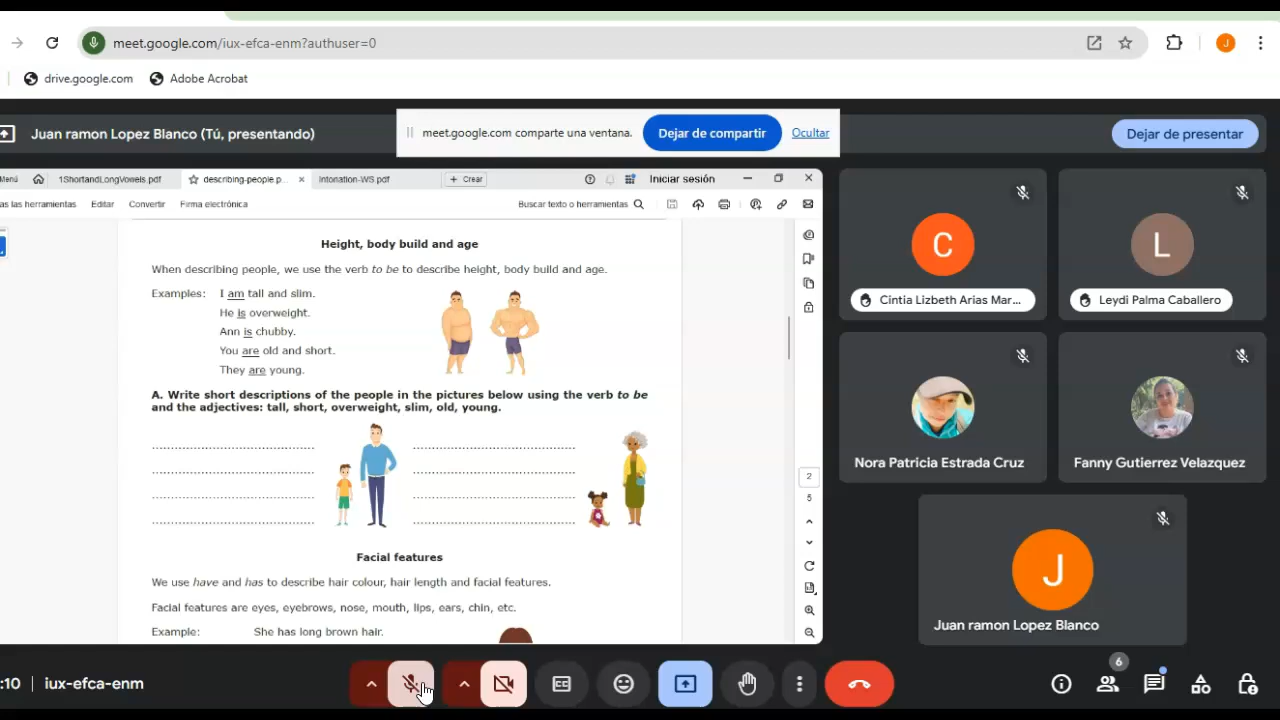 meet.google.com/iux-efca-enm?authuser=0
J
drive.google.com
Adobe Acrobat
Juan ramon Lopez Blanco (Tú, presentando)
meet.google.com comparte una ventana.
Dejar de compartir
Ocultar
Dejar de presentar
Menú
1ShortandLongVowels.pdf
describing-people.p...
Intonation-WS.pdf
+ Crear
Iniciar sesión
as las herramientas
Editar
Convertir
Firma electrónica
Buscar texto o herramientas
Height, body build and age
When describing people, we use the verb to be to describe height, body build and age.
Examples: I am tall and slim.
He is overweight.
Ann is chubby.
You are old and short.
They are young.
A. Write short descriptions of the people in the pictures below using the verb to be
and the adjectives: tall, short, overweight, slim, old, young.
Facial features
We use have and has to describe hair colour, hair length and facial features.
Facial features are eyes, eyebrows, nose, mouth, lips, ears, chin, etc.
Example: She has long brown hair.
2
5
C
Cintia Lizbeth Arias Mar...
L
Leydi Palma Caballero
Nora Patricia Estrada Cruz
Fanny Gutierrez Velazquez
J
Juan ramon Lopez Blanco
:10 | iux-efca-enm
CC
6